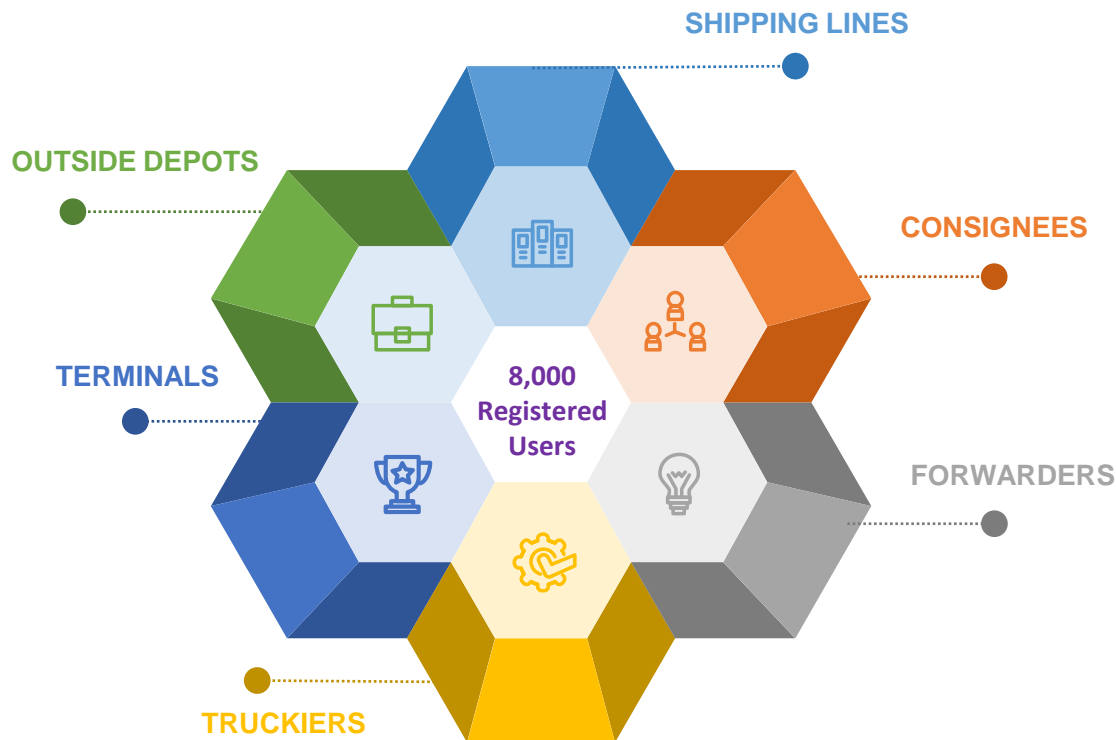 SHIPPING LINES
OUTSIDE DEPOTS
CONSIGNEES
TERMINALS
8,000
Registered
Users
FORWARDERS
TRUCKIERS